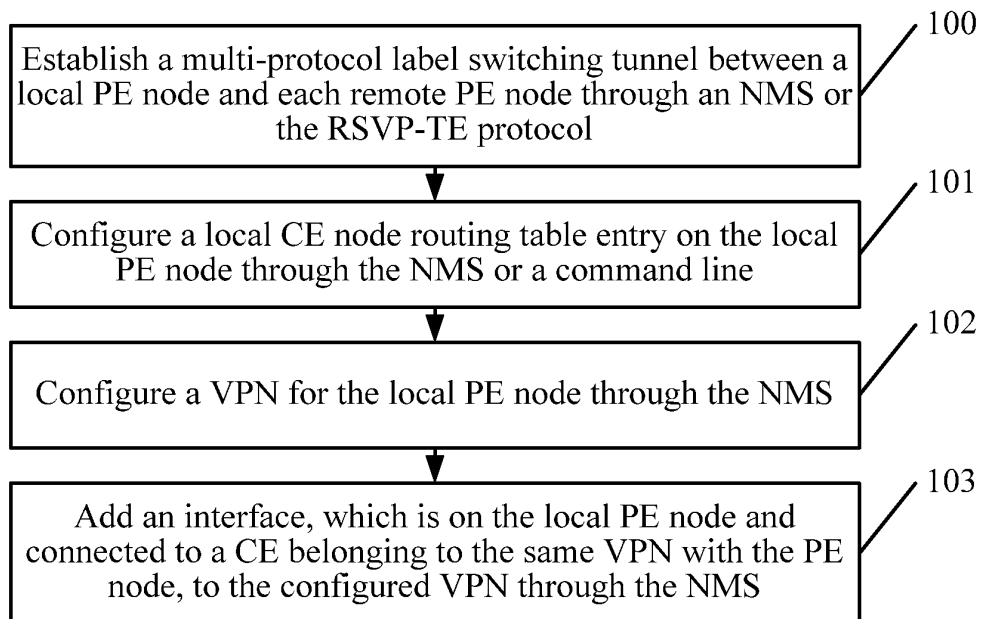 100
Establish a multi-protocol label switching tunnel between a
local PE node and each remote PE node through an NMS or
the RSVP-TE protocol
101
Configure a local CE node routing table entry on the local
PE node through the NMS or a command line
102
Configure a VPN for the local PE node through the NMS
103
Add an interface, which is on the local PE node and
connected to a CE belonging to the same VPN with the PE
node, to the configured VPN through the NMS